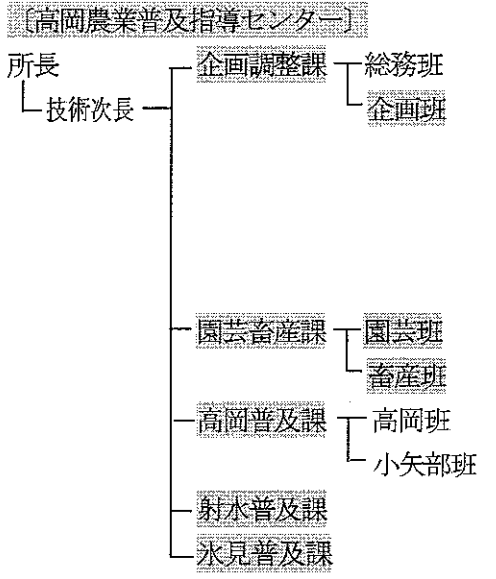 〔高岡農業普及指導センター〕
所長
技術次長
企画調整課
総務班
企画班
園芸畜産課
園芸班
畜産班
高岡普及課
高岡班
小矢部班
射水普及課
氷見普及課